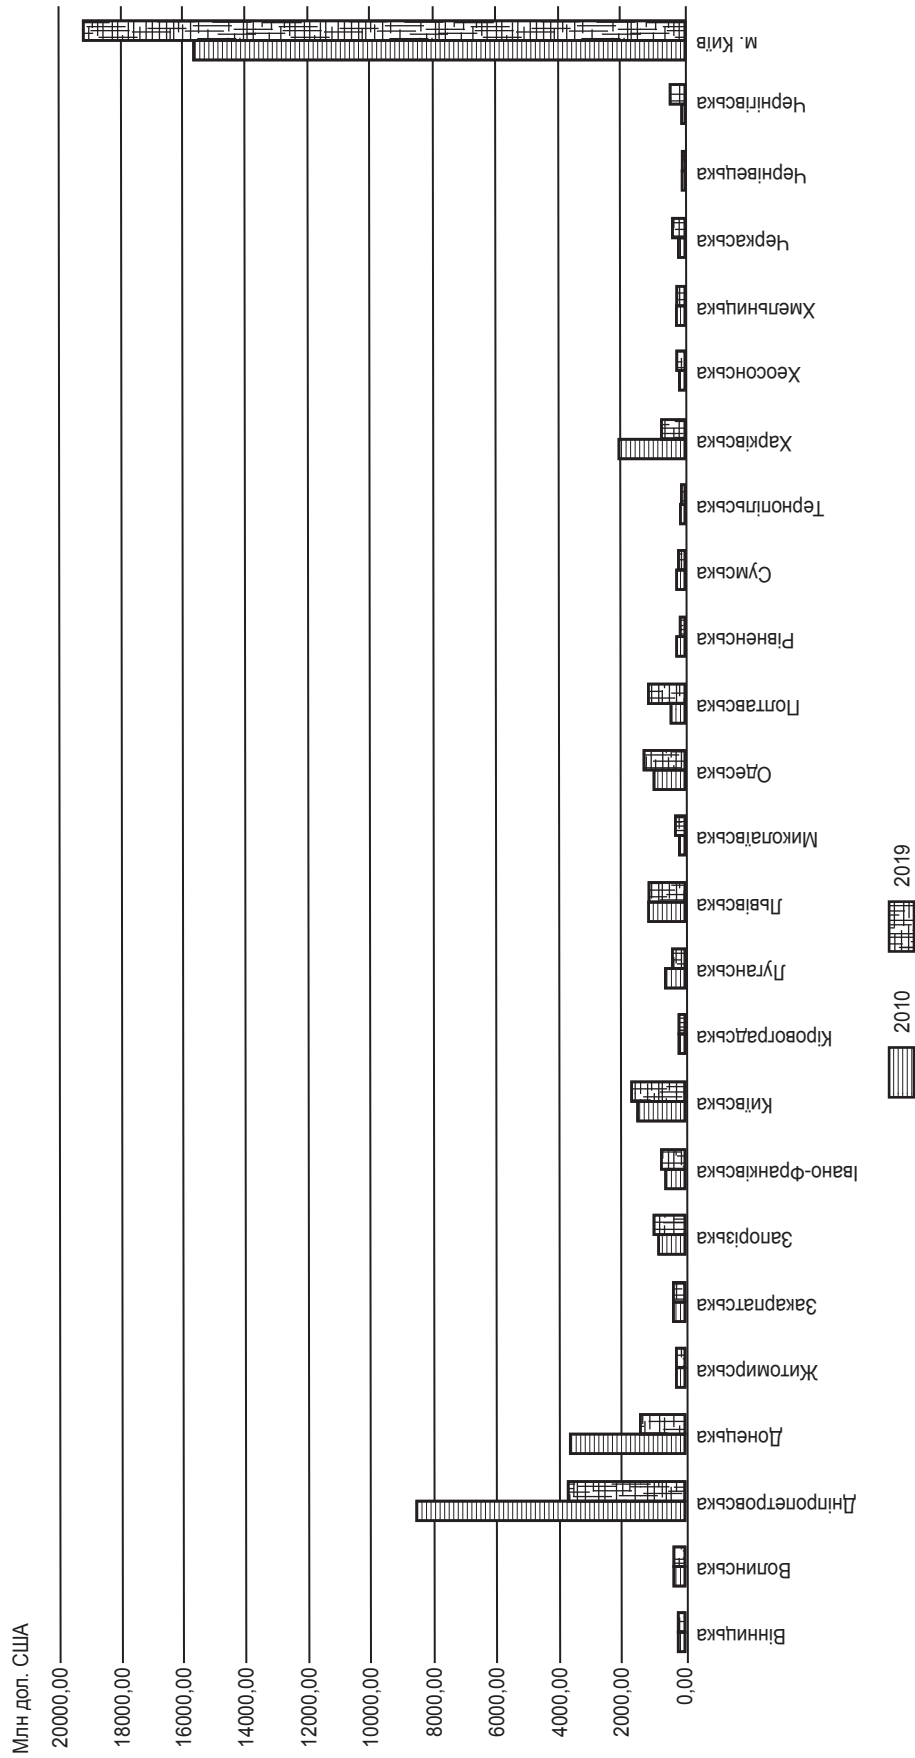 Млн дол. США
20000,00
18000,00
16000,00
14000,00
12000,00
10000,00
8000,00
6000,00
4000,00
2000,00
0,00
Вінницька
Волинська
Дніпропетровська
Донецька
Житомирська
Закарпатська
Запорізька
Івано-Франківська
Київська
Кіровоградська
Луганська
Львівська
Миколаївська
Одеська
Полтавська
Рівненська
Сумська
Тернопільська
Харківська
Хеосонська
Хмельницька
Черкаська
Чернівецька
Чернігівська
м. Київ
2010
2019